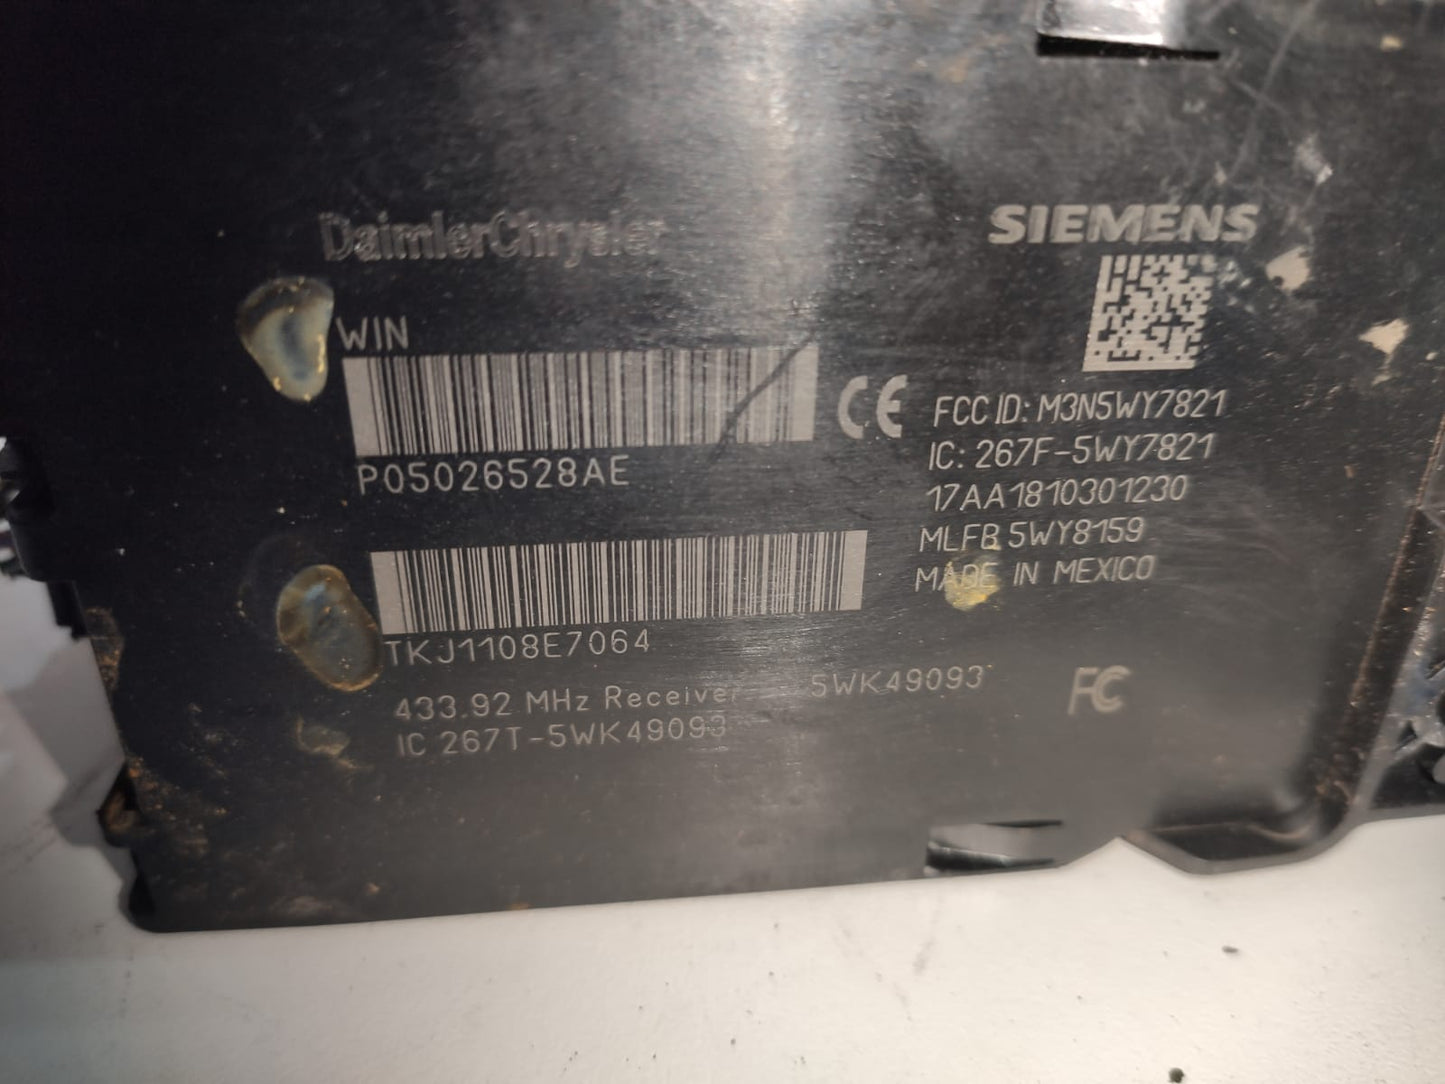 DaimlerChrysler
WIN
P05026528AE
TKJ1108E7064
433.92 MHz Receiver 5WK49093
IC 267T-5WK49093
SIEMENS
CE
FCC ID: M3N5WY7821
IC: 267F-5WY7821
17AA1810301230
MLFB 5WY8159
MADE IN MEXICO
FC